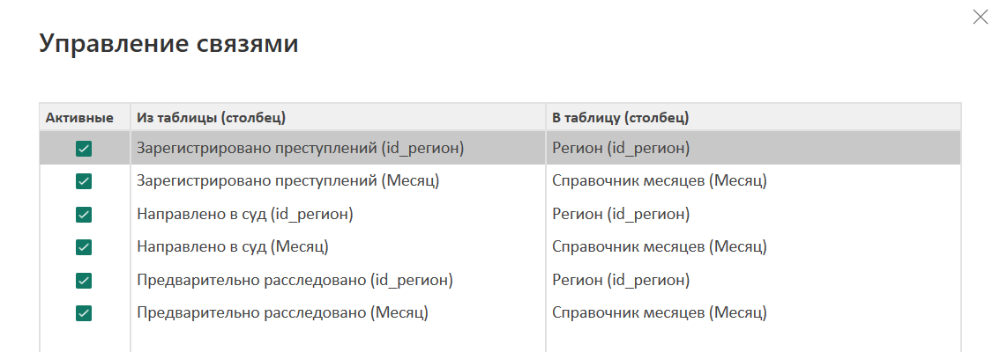 Управление связями
Активные Из таблицы (столбец) В таблицу (столбец)
Зарегистрировано преступлений (id_регион) Регион (id_регион)
Зарегистрировано преступлений (Месяц) Справочник месяцев (Месяц)
Направлено в суд (id_регион) Регион (id_регион)
Направлено в суд (Месяц) Справочник месяцев (Месяц)
Предварительно расследовано (id_регион) Регион (id_регион)
Предварительно расследовано (Месяц) Справочник месяцев (Месяц)